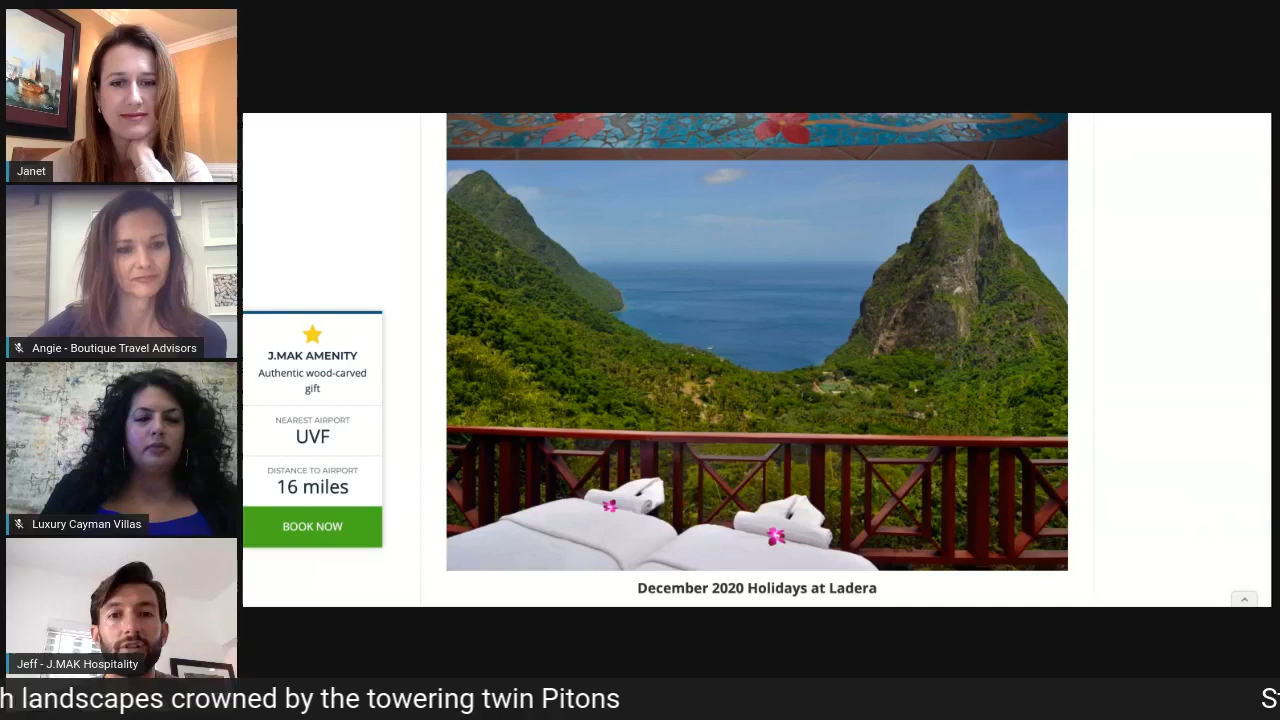 Janet
Angie - Boutique Travel Advisors
Luxury Cayman Villas
Jeff - J.MAK Hospitality
J.MAK AMENITY
Authentic wood-carved
gift
NEAREST AIRPORT
UVF
DISTANCE TO AIRPORT
16 miles
BOOK NOW
December 2020 Holidays at Ladera
h landscapes crowned by the towering twin Pitons